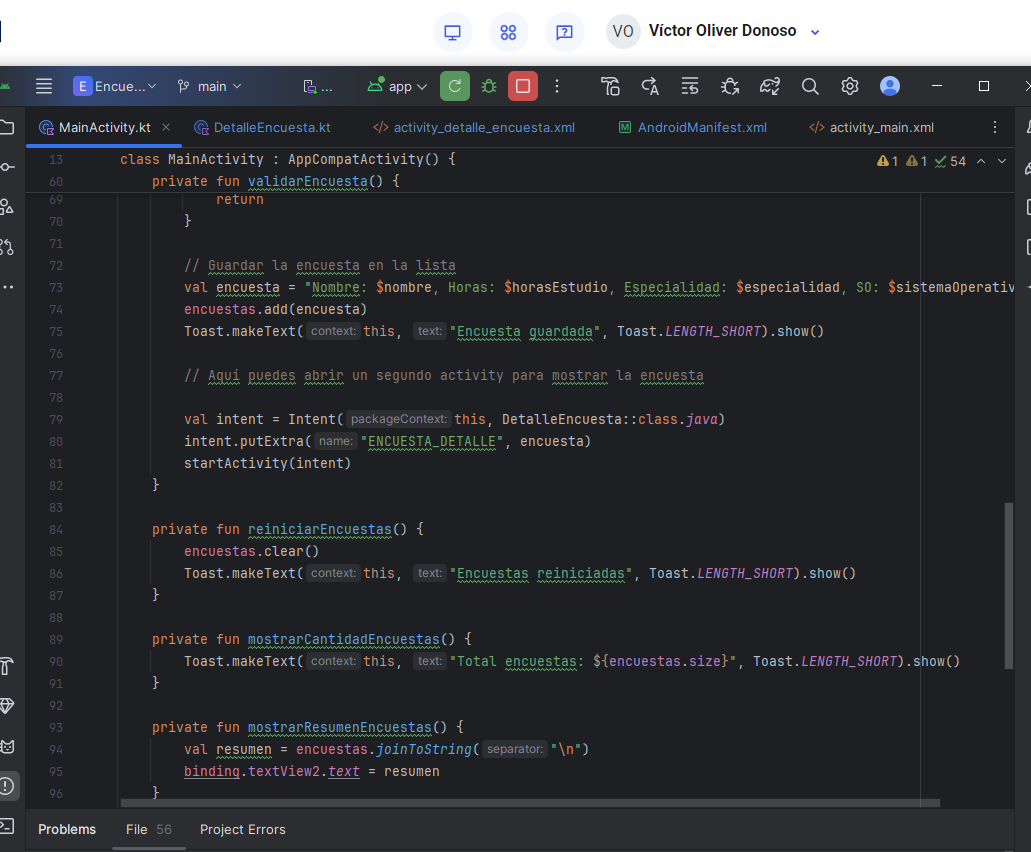 VO Víctor Oliver Donoso
E Encue... main ... app
MainActivity.kt DetalleEncuesta.kt activity_detalle_encuesta.xml AndroidManifest.xml activity_main.xml
13 class MainActivity : AppCompatActivity() { 1 1 54
60 private fun validarEncuesta() {
69 return
70 }
71
72 // Guardar la encuesta en la lista
73 val encuesta = "Nombre: $nombre, Horas: $horasEstudio, Especialidad: $especialidad, SO: $sistemaOperativ
74 encuestas.add(encuesta)
75 Toast.makeText( context: this, text: "Encuesta guardada", Toast.LENGTH_SHORT).show()
76
77 // Aquí puedes abrir un segundo activity para mostrar la encuesta
78
79 val intent = Intent( packageContext: this, DetalleEncuesta::class.java)
80 intent.putExtra( name: "ENCUESTA_DETALLE", encuesta)
81 startActivity(intent)
82 }
83
84 private fun reiniciarEncuestas() {
85 encuestas.clear()
86 Toast.makeText( context: this, text: "Encuestas reiniciadas", Toast.LENGTH_SHORT).show()
87 }
88
89 private fun mostrarCantidadEncuestas() {
90 Toast.makeText( context: this, text: "Total encuestas: ${encuestas.size}", Toast.LENGTH_SHORT).show()
91 }
92
93 private fun mostrarResumenEncuestas() {
94 val resumen = encuestas.joinToString( separator: "\n")
95 binding.textView2.text = resumen
96 }
Problems File 56 Project Errors